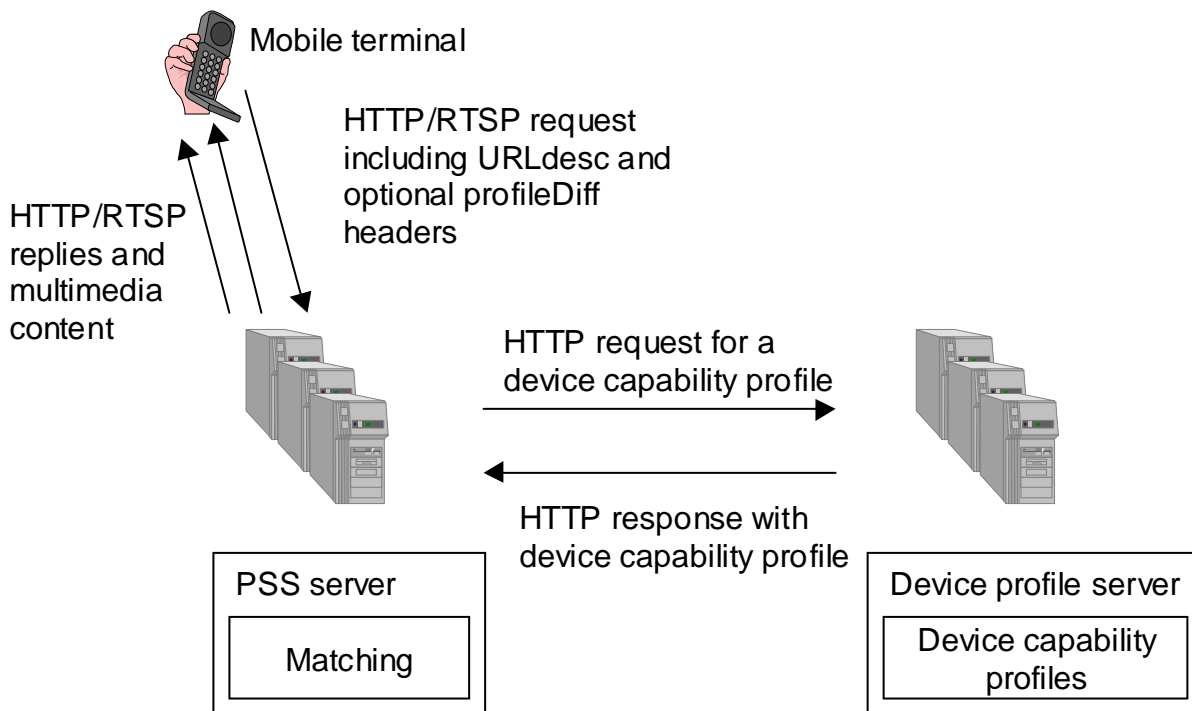 Mobile terminal
HTTP/RTSP request
including URLdesc and
optional profileDiff
headers
HTTP/RTSP
replies and
multimedia
content
HTTP request for a
device capability profile
HTTP response with
device capability profile
PSS server
Matching
Device profile server
Device capability
profiles